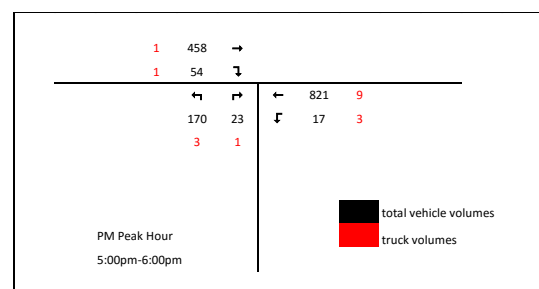 1 458 →
1 54 ↴
↰ ↱ ← 821 9
170 23 ↙ 17 3
3 1
total vehicle volumes
PM Peak Hour
truck volumes
5:00pm-6:00pm